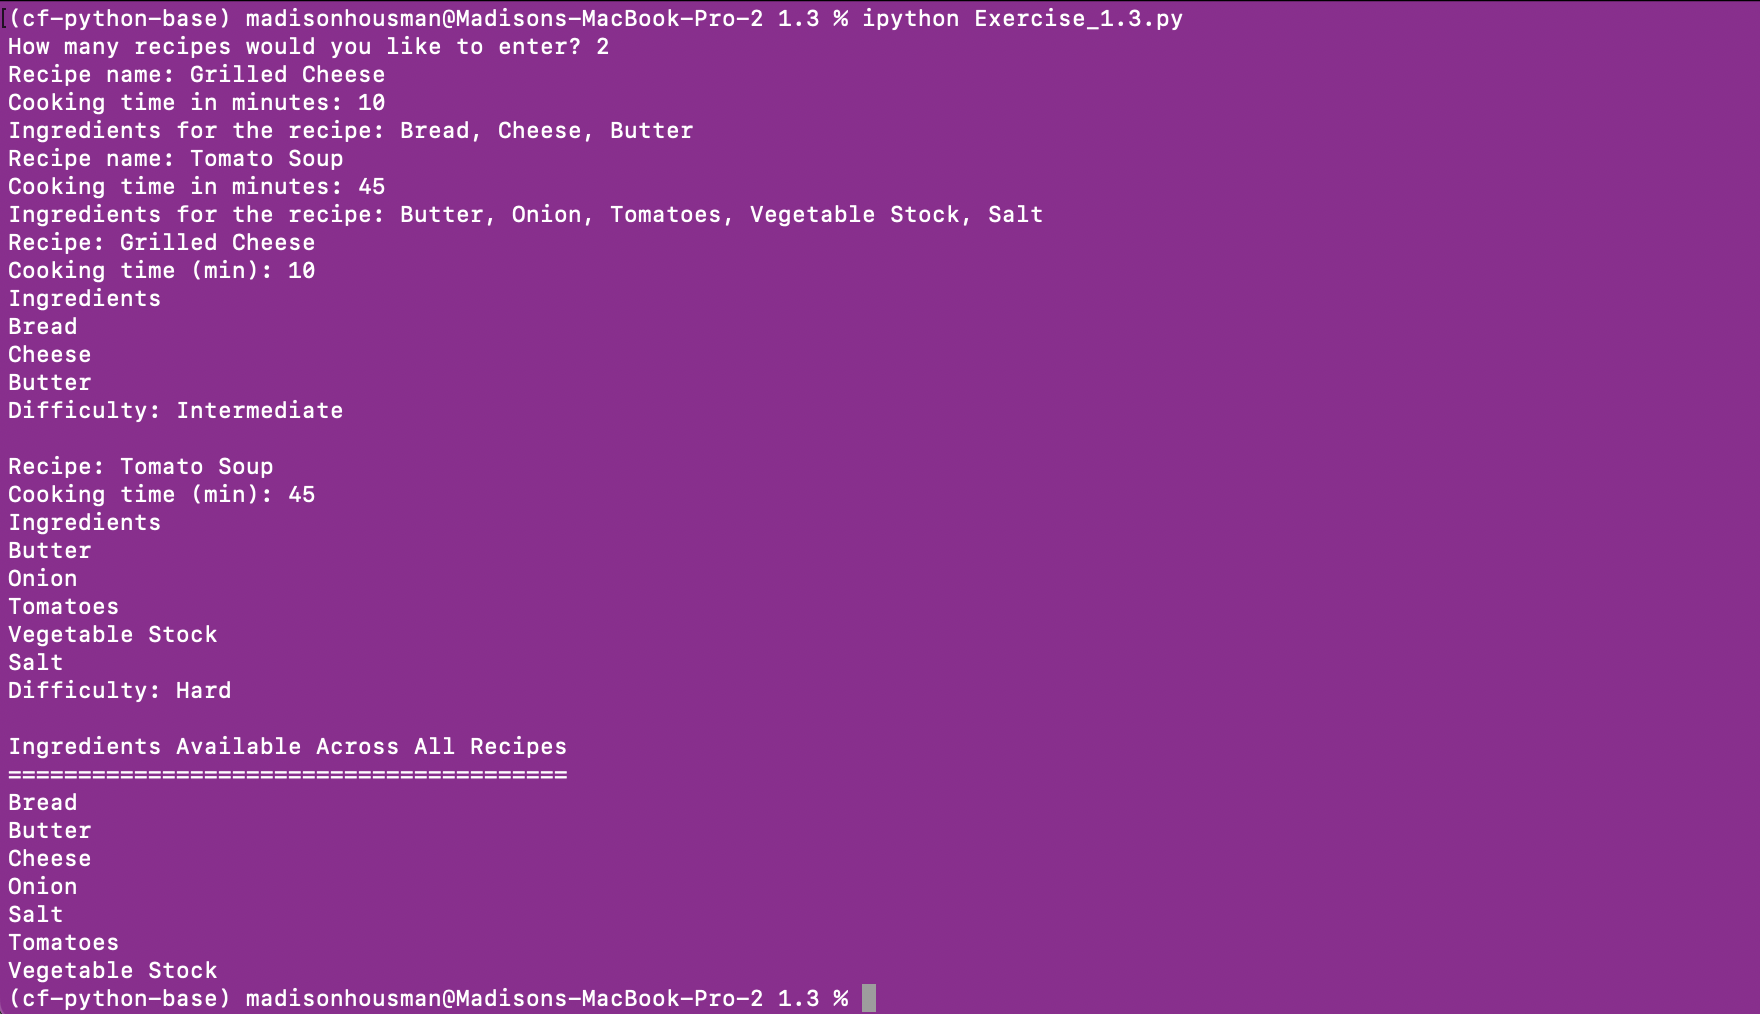 (cf-python-base) madisonhousman@Madisons-MacBook-Pro-2 1.3 % ipython Exercise_1.3.py
How many recipes would you like to enter? 2
Recipe name: Grilled Cheese
Cooking time in minutes: 10
Ingredients for the recipe: Bread, Cheese, Butter
Recipe name: Tomato Soup
Cooking time in minutes: 45
Ingredients for the recipe: Butter, Onion, Tomatoes, Vegetable Stock, Salt
Recipe: Grilled Cheese
Cooking time (min): 10
Ingredients
Bread
Cheese
Butter
Difficulty: Intermediate

Recipe: Tomato Soup
Cooking time (min): 45
Ingredients
Butter
Onion
Tomatoes
Vegetable Stock
Salt
Difficulty: Hard

Ingredients Available Across All Recipes
========================================
Bread
Butter
Cheese
Onion
Salt
Tomatoes
Vegetable Stock
(cf-python-base) madisonhousman@Madisons-MacBook-Pro-2 1.3 %